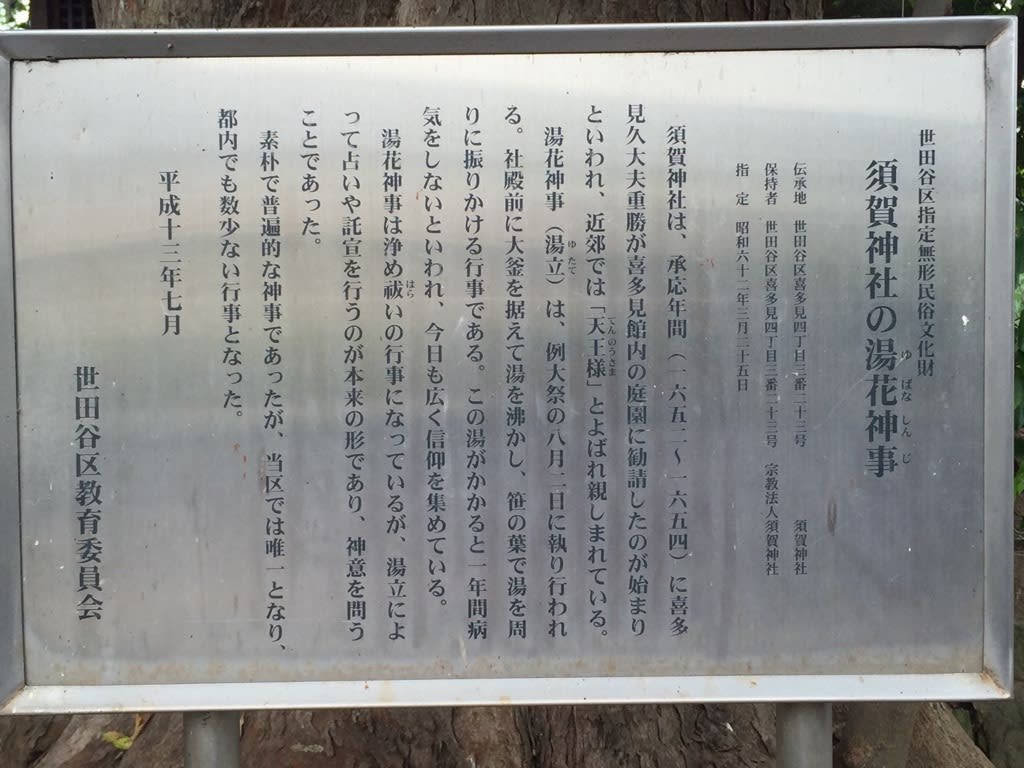 世田谷区指定無形民俗文化財
須賀神社の湯花神事
ゆ ばな しん じ
伝承地 世田谷区喜多見四丁目三番二十三号 須賀神社
保持者 世田谷区喜多見四丁目三番二十三号 宗教法人須賀神社
指 定 昭和六十二年三月二十五日
須賀神社は、承応年間（一六五二〜一六五四）に喜多
見久大夫重勝が喜多見館内の庭園に勧請したのが始まり
といわれ、近郊では「天王様」とよばれ親しまれている。
てんのうさま
湯花神事（湯立）は、例大祭の八月二日に執り行われ
ゆたて
る。社殿前に大釜を据えて湯を沸かし、笹の葉で湯を周
りに振りかける行事である。この湯がかかると一年間病
気をしないといわれ、今日も広く信仰を集めている。
湯花神事は浄め祓いの行事になっているが、湯立によ
はら
って占いや託宣を行うのが本来の形であり、神意を問う
ことであった。
素朴で普遍的な神事であったが、当区では唯一となり、
都内でも数少ない行事となった。
平成十三年七月
世田谷区教育委員会